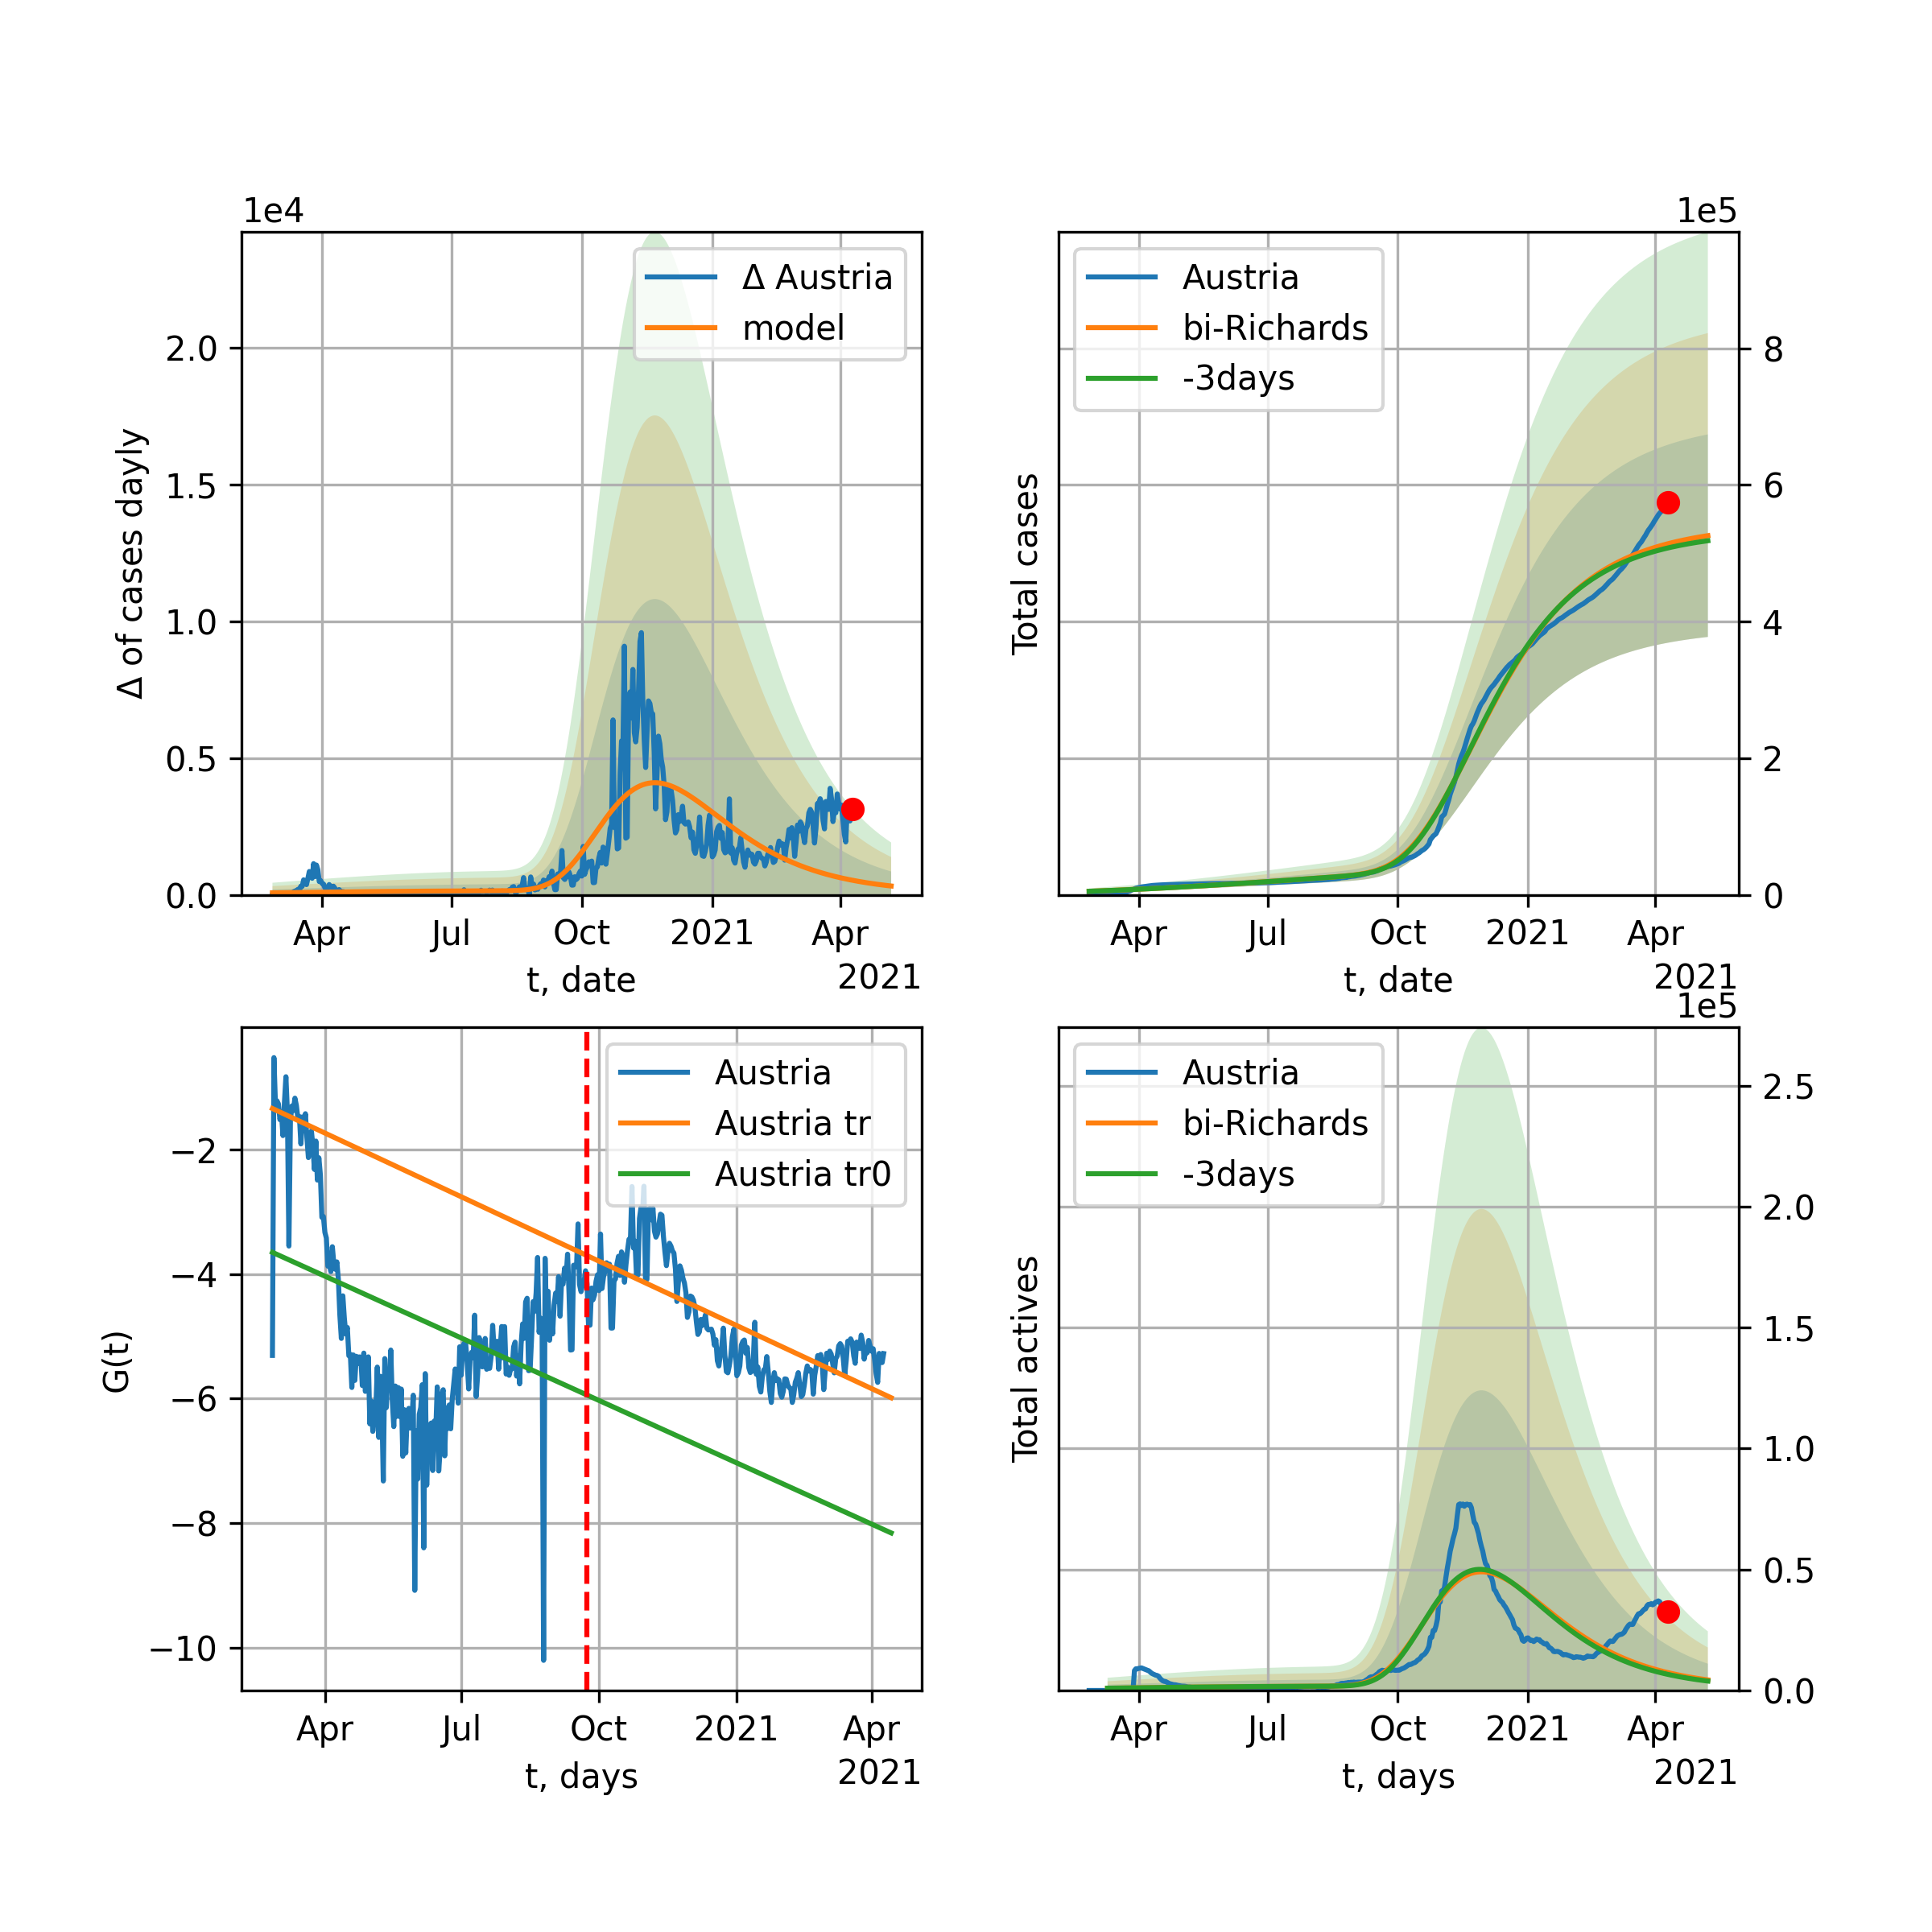 1e4
Δ of cases dayly
2.0
1.5
1.0
0.5
0.0
Δ Austria
model
Apr
Jul
Oct
2021
Apr
t, date
2021
1e5
Total cases
Austria
bi-Richards
-3days
8
6
4
2
0
Apr
Jul
Oct
2021
Apr
t, date
2021
G(t)
−2
−4
−6
−8
−10
Austria
Austria tr
Austria tr0
Apr
Jul
Oct
2021
Apr
t, days
2021
1e5
Total actives
Austria
bi-Richards
-3days
2.5
2.0
1.5
1.0
0.5
0.0
Apr
Jul
Oct
2021
Apr
t, days
2021